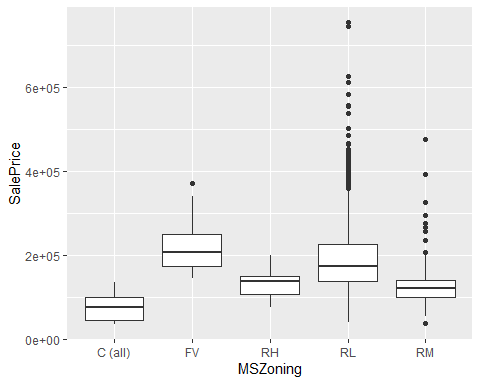 SalePrice
6e+05
4e+05
2e+05
0e+00
C (all) FV RH RL RM
MSZoning